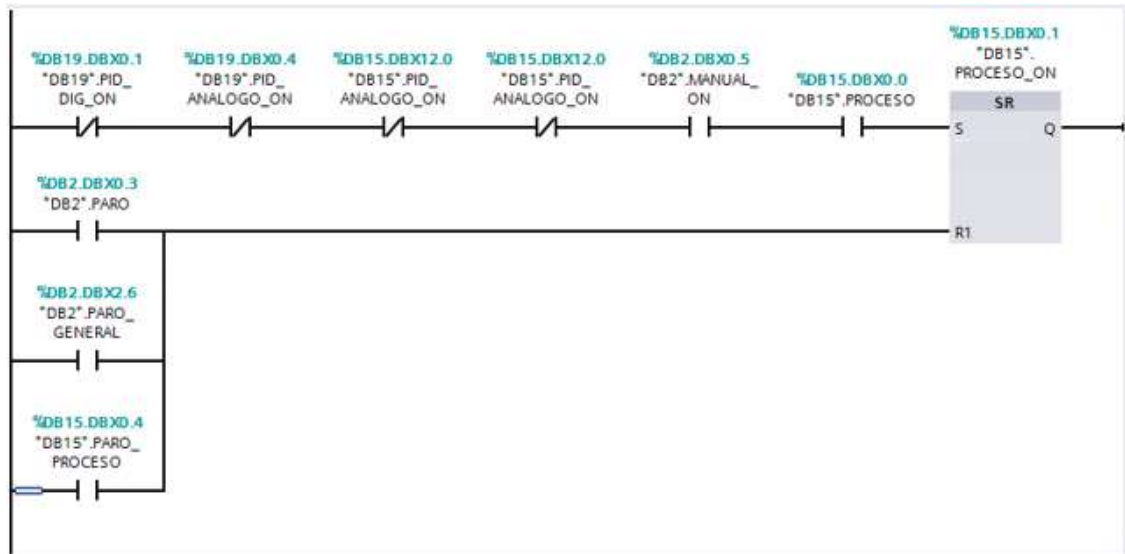 %DB19.DBX0.1
"DB19".PID_
DIG_ON
%DB19.DBX0.4
"DB19".PID_
ANALOGO_ON
%DB15.DBX12.0
"DB15".PID_
ANALOGO_ON
%DB15.DBX12.0
"DB15".PID_
ANALOGO_ON
%DB2.DBX0.5
"DB2".MANUAL_
ON
%DB15.DBX0.0
"DB15".PROCESO
%DB15.DBX0.1
"DB15".
PROCESO_ON
SR
S
Q
%DB2.DBX0.3
"DB2".PARO
R1
%DB2.DBX2.6
"DB2".PARO_
GENERAL
%DB15.DBX0.4
"DB15".PARO_
PROCESO